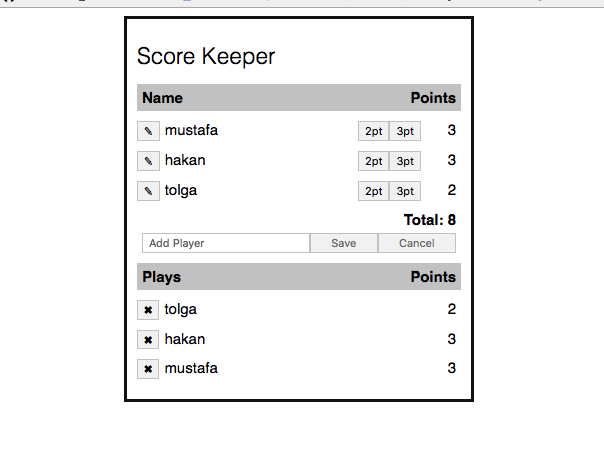 Score Keeper
Name Points
✎ mustafa 2pt 3pt 3
✎ hakan 2pt 3pt 3
✎ tolga 2pt 3pt 2
Total: 8
Add Player Save Cancel
Plays Points
✖ tolga 2
✖ hakan 3
✖ mustafa 3